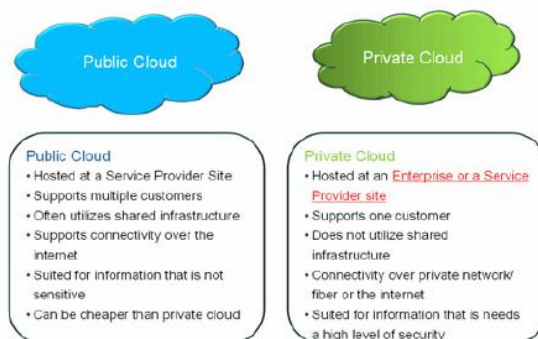 Public Cloud
Private Cloud
Public Cloud
• Hosted at a Service Provider Site
• Supports multiple customers
• Often utilizes shared infrastructure
• Supports connectivity over the
internet
• Suited for information that is not
sensitive
• Can be cheaper than private cloud
Private Cloud
• Hosted at an Enterprise or a Service
Provider site
• Supports one customer
• Does not utilize shared
infrastructure
• Connectivity over private network/
fiber or the internet
• Suited for information that is needs
a high level of security